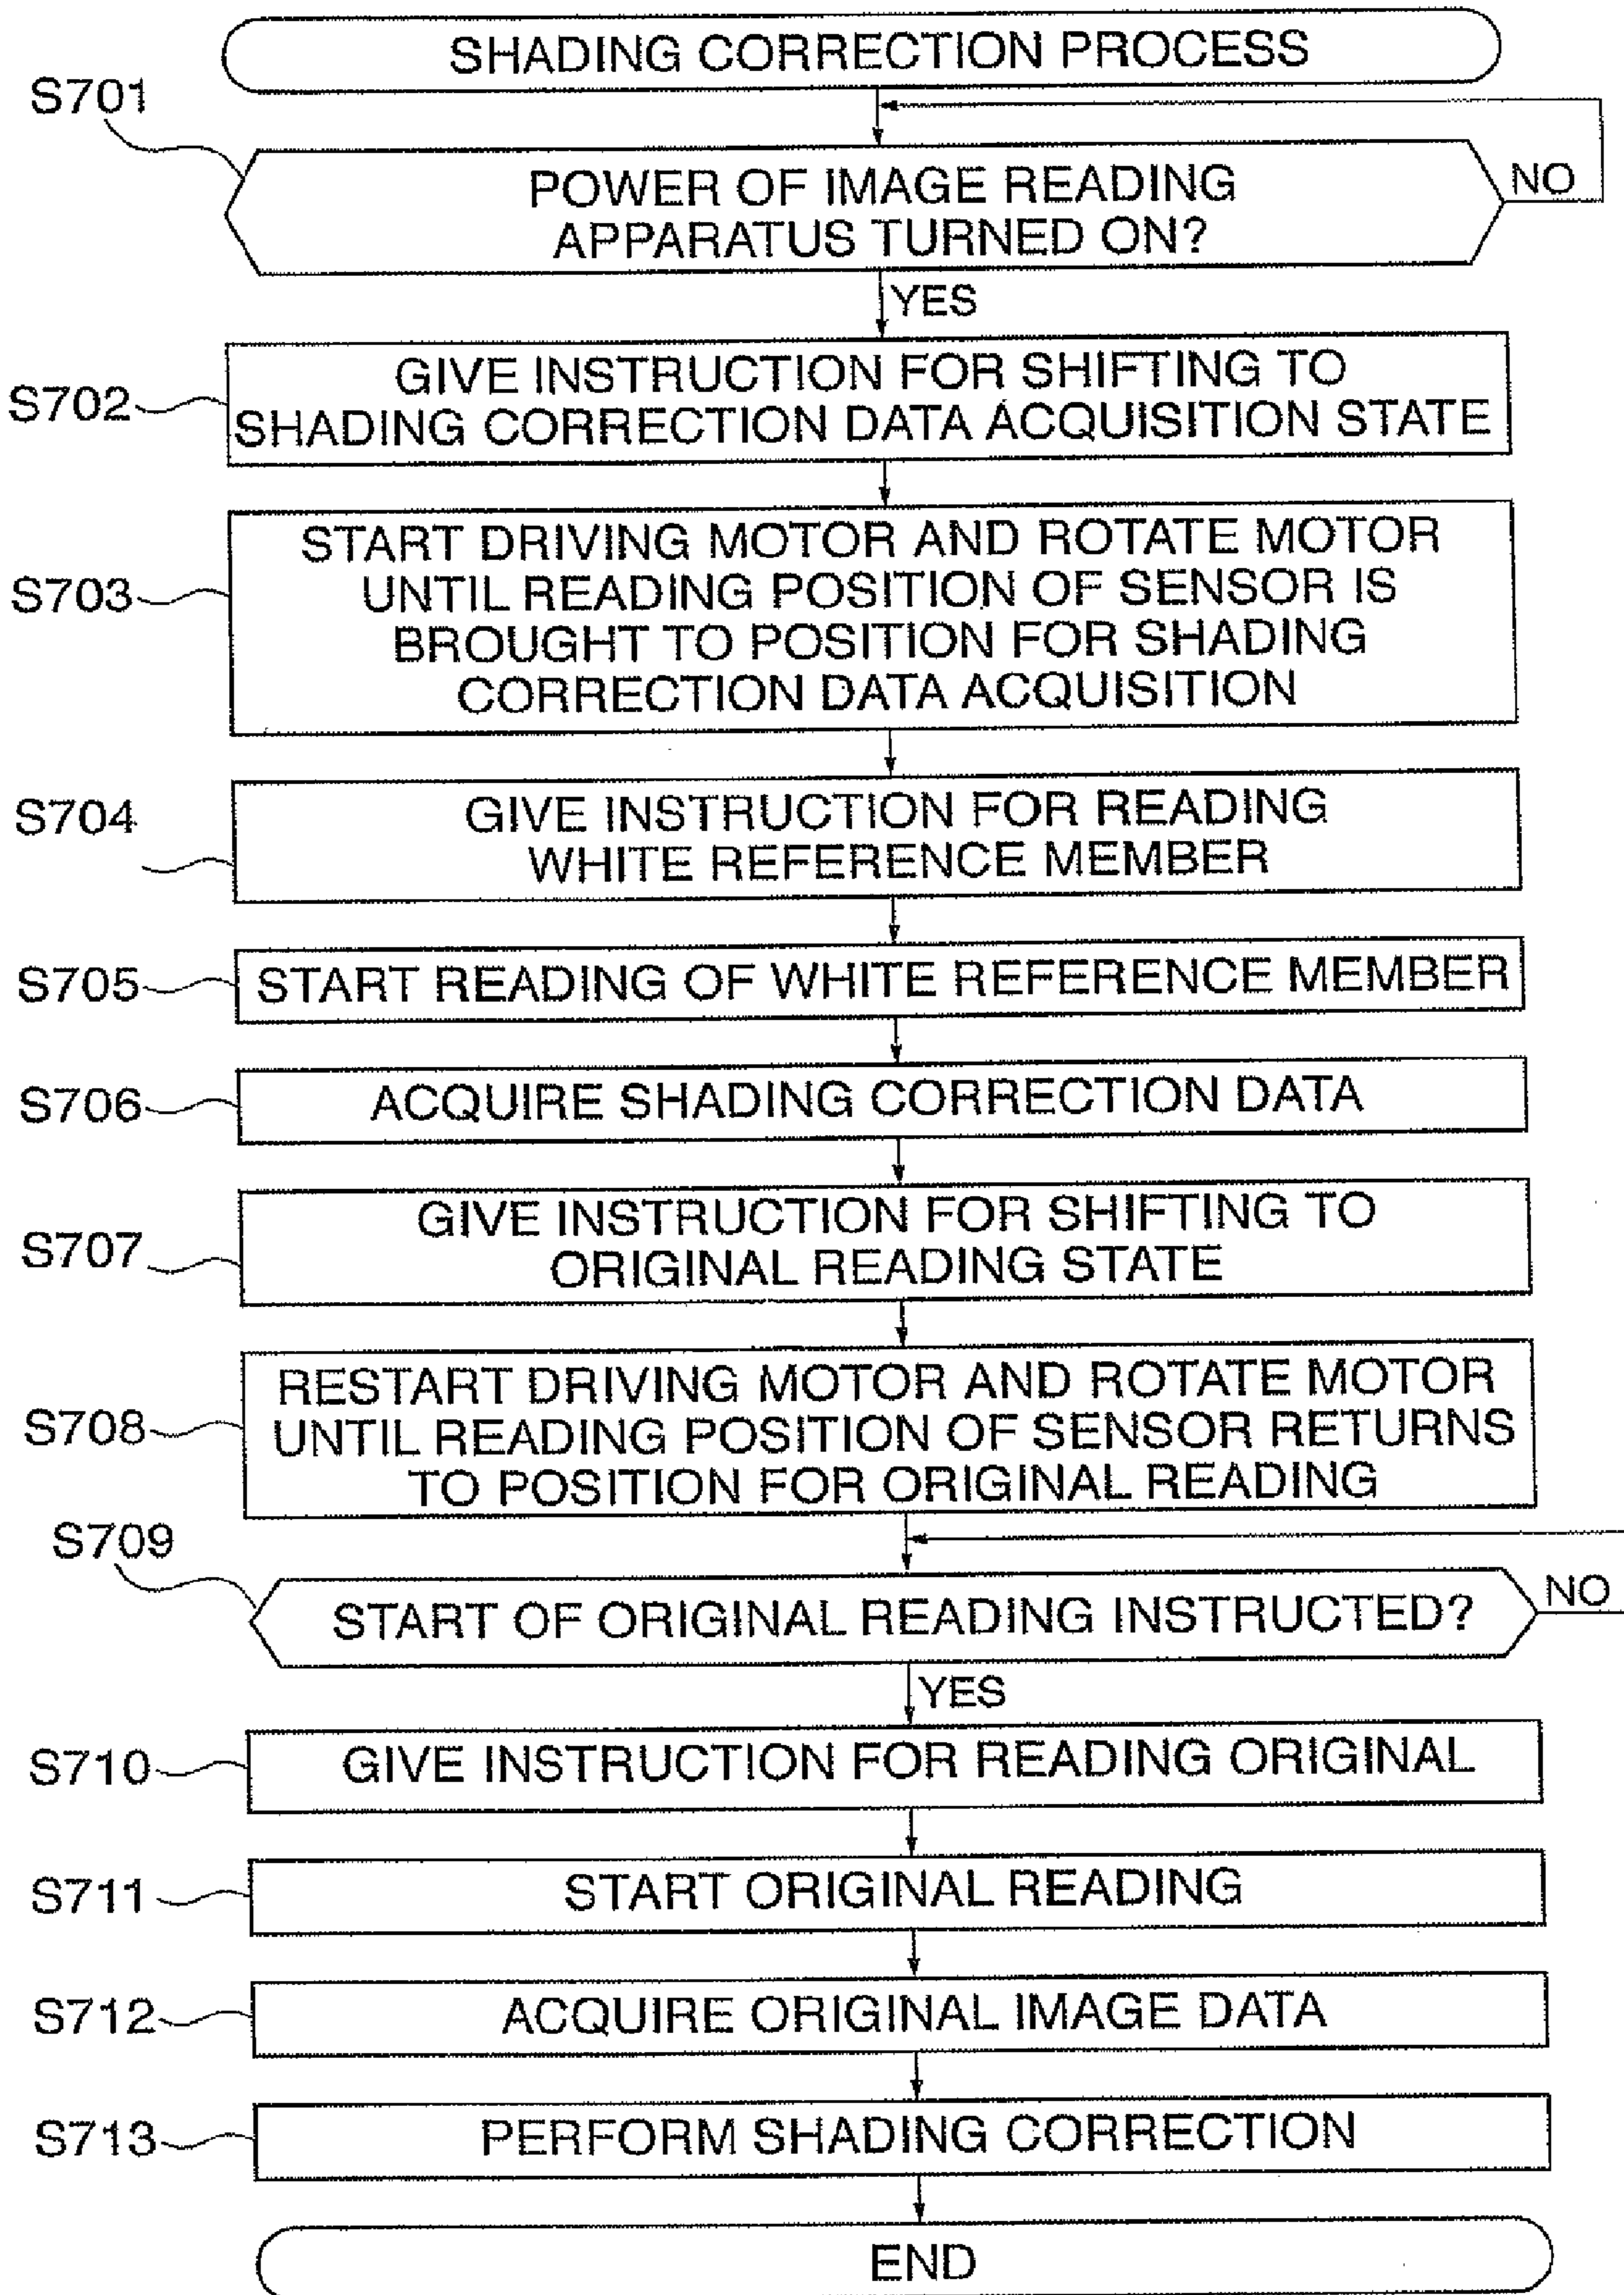 SHADING CORRECTION PROCESS
S701
POWER OF IMAGE READING
APPARATUS TURNED ON?
NO
YES
S702
GIVE INSTRUCTION FOR SHIFTING TO
SHADING CORRECTION DATA ACQUISITION STATE
S703
START DRIVING MOTOR AND ROTATE MOTOR
UNTIL READING POSITION OF SENSOR IS
BROUGHT TO POSITION FOR SHADING
CORRECTION DATA ACQUISITION
S704
GIVE INSTRUCTION FOR READING
WHITE REFERENCE MEMBER
S705
START READING OF WHITE REFERENCE MEMBER
S706
ACQUIRE SHADING CORRECTION DATA
S707
GIVE INSTRUCTION FOR SHIFTING TO
ORIGINAL READING STATE
S708
RESTART DRIVING MOTOR AND ROTATE MOTOR
UNTIL READING POSITION OF SENSOR RETURNS
TO POSITION FOR ORIGINAL READING
S709
START OF ORIGINAL READING INSTRUCTED?
NO
YES
S710
GIVE INSTRUCTION FOR READING ORIGINAL
S711
START ORIGINAL READING
S712
ACQUIRE ORIGINAL IMAGE DATA
S713
PERFORM SHADING CORRECTION
END